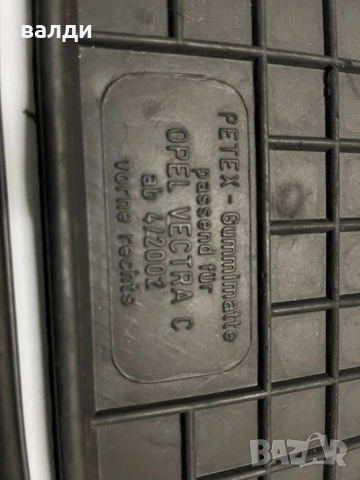 валди
PETEX - Gummimatte
passend für
OPEL VECTRA C
ab 4/2002
vorne rechts
BAZAR